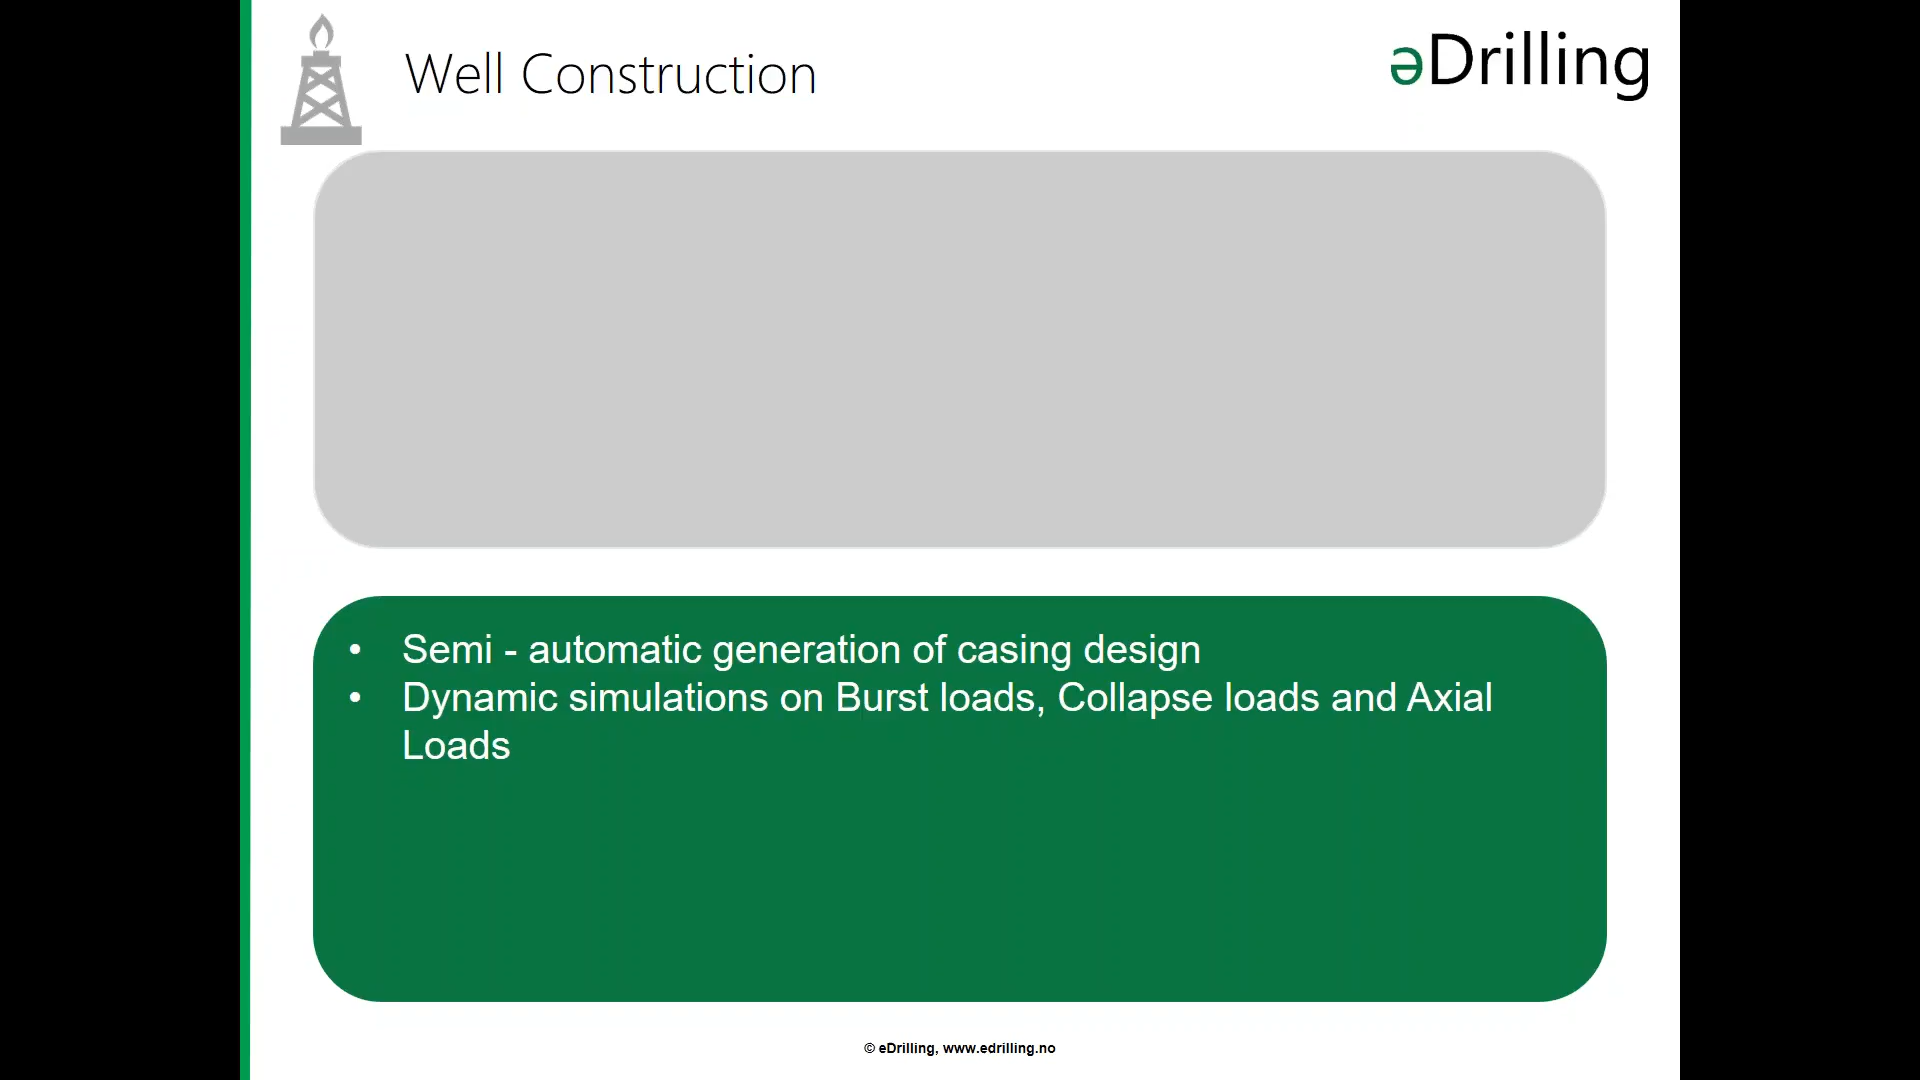 Well Construction
əDrilling
• Semi - automatic generation of casing design
• Dynamic simulations on Burst loads, Collapse loads and Axial
Loads
© eDrilling, www.edrilling.no